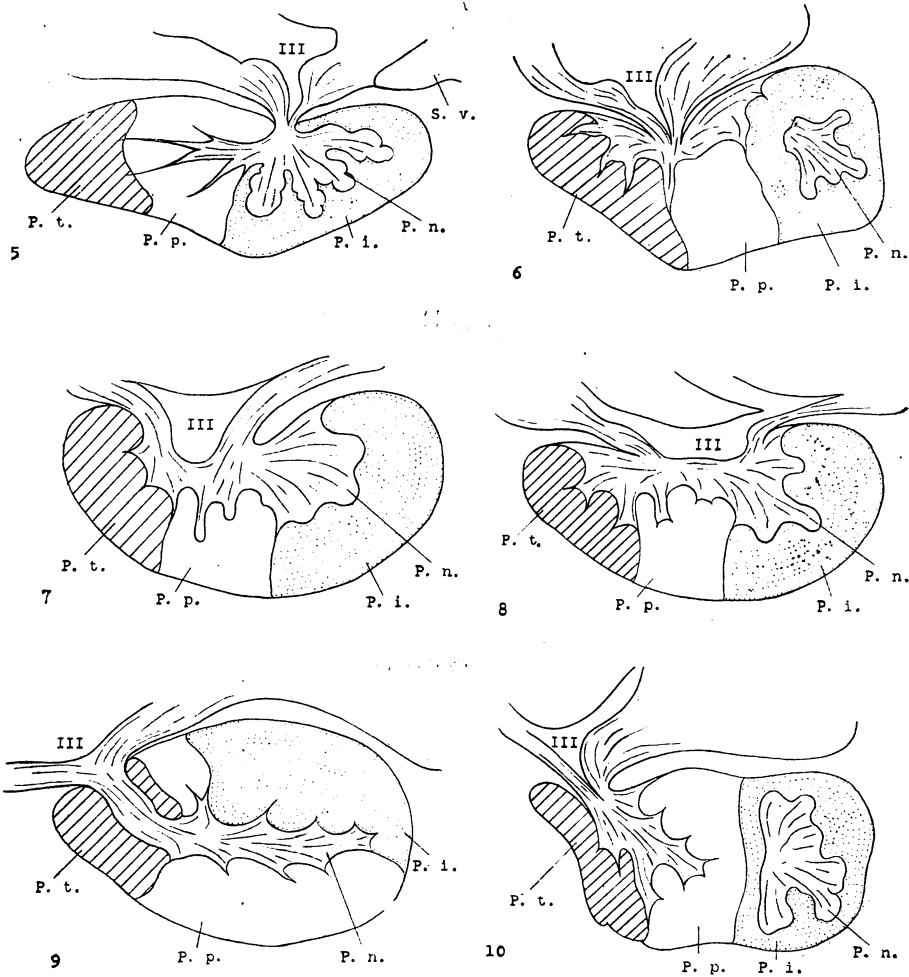 III
S. v.
P. t.
P. p.
P. i.
P. n.
5
III
P. t.
P. n.
P. p.
P. i.
6
III
P. t.
P. p.
P. n.
P. i.
7
III
P. t.
P. n.
P. p.
P. i.
8
III
P. t.
P. i.
P. p.
P. n.
9
III
P. t.
P. n.
P. p.
P. i.
10